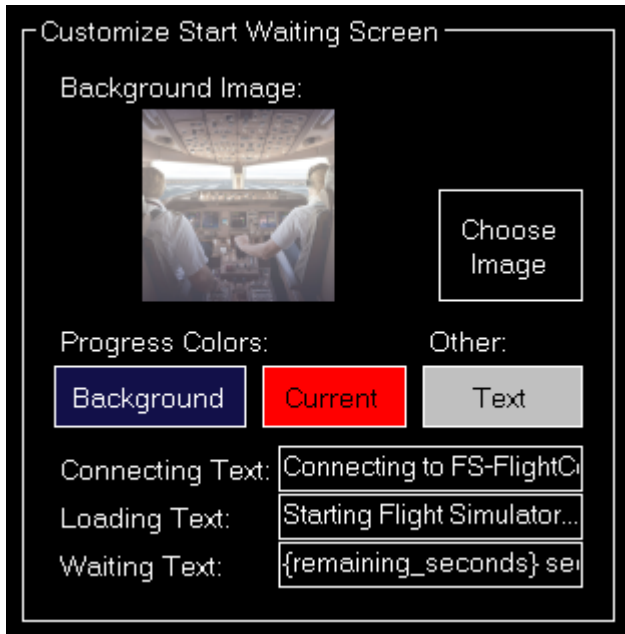 Customize Start Waiting Screen
Background Image:
Choose
Image
Progress Colors:
Other:
Background
Current
Text
Connecting Text:
Connecting to FS-FlightC
Loading Text:
Starting Flight Simulator...
Waiting Text:
{remaining_seconds} se